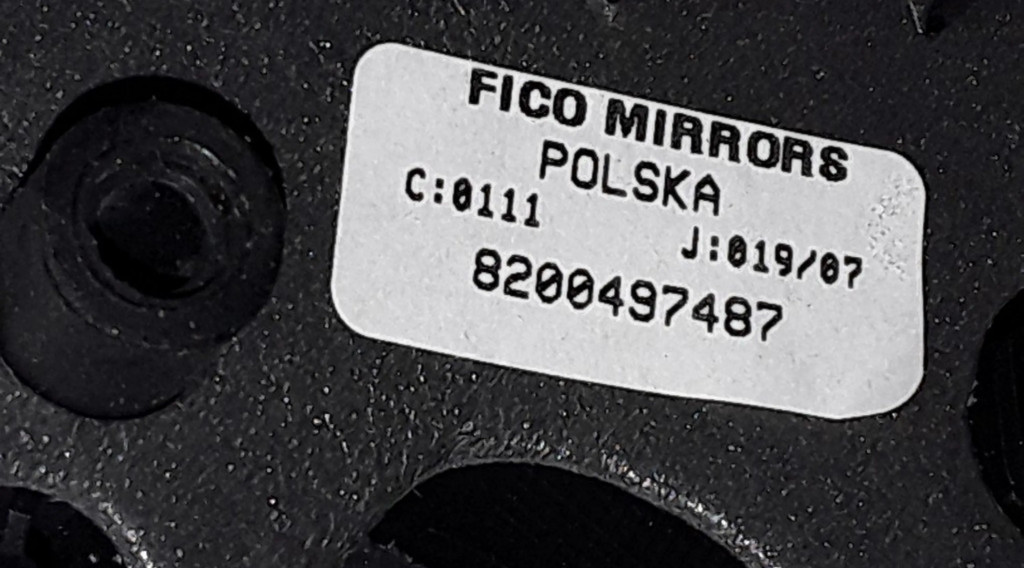 FICO MIRRORS
POLSKA
C:0111 J:019/07
8200497487